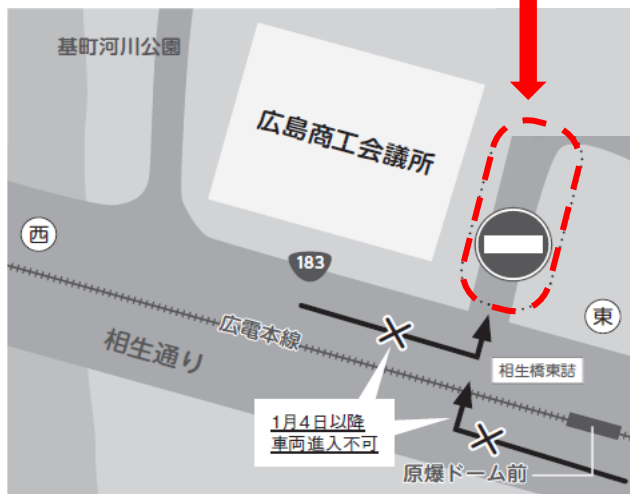 基町河川公園
広島商工会議所
西
183
東
広電本線
相生通り
相生橋東詰
1月4日以降
車両進入不可
原爆ドーム前